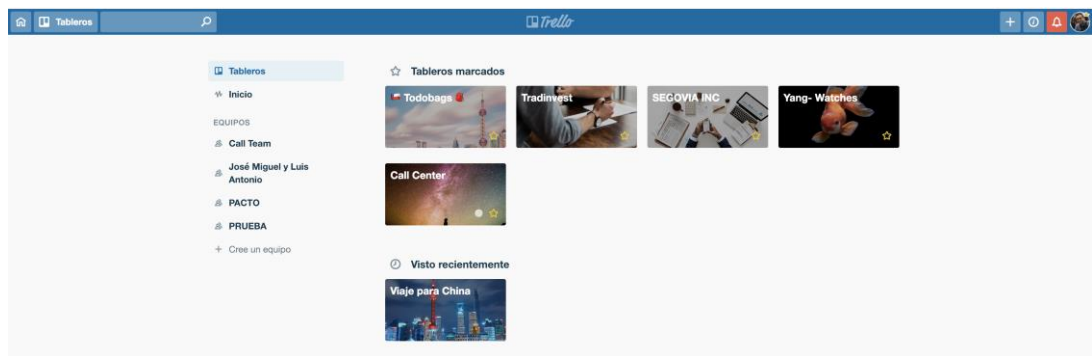 Tableros
Trello
Tableros
Inicio
EQUIPOS
Call Team
José Miguel y Luis
Antonio
PACTO
PRUEBA
+ Cree un equipo
Tableros marcados
Todobags
Tradinvest
SEGOVIA INC
Yang- Watches
Call Center
Visto recientemente
Viaje para China